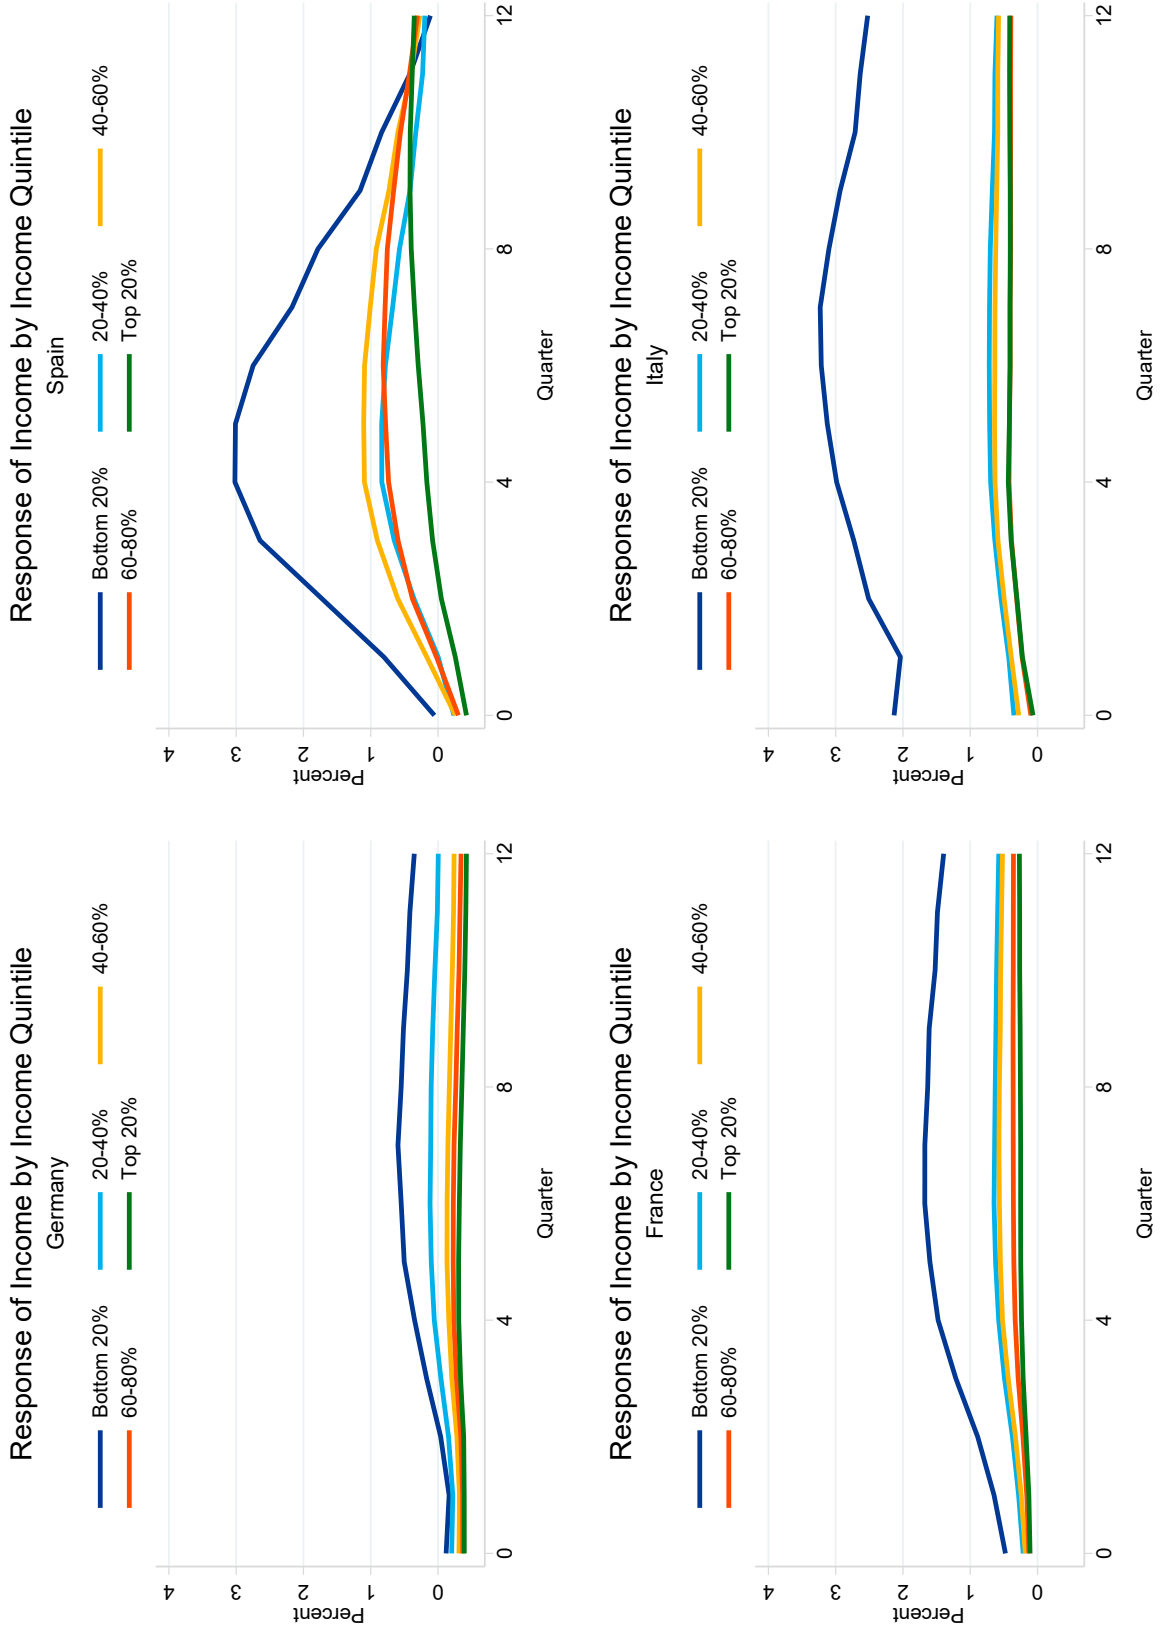 Response of Income by Income Quintile
Germany
Bottom 20% 20-40% 40-60%
60-80% Top 20%
4
3
2
1
0
Percent
0 4 8 12
Quarter
Response of Income by Income Quintile
Spain
Bottom 20% 20-40% 40-60%
60-80% Top 20%
4
3
2
1
0
Percent
0 4 8 12
Quarter
Response of Income by Income Quintile
France
Bottom 20% 20-40% 40-60%
60-80% Top 20%
4
3
2
1
0
Percent
0 4 8 12
Quarter
Response of Income by Income Quintile
Italy
Bottom 20% 20-40% 40-60%
60-80% Top 20%
4
3
2
1
0
Percent
0 4 8 12
Quarter